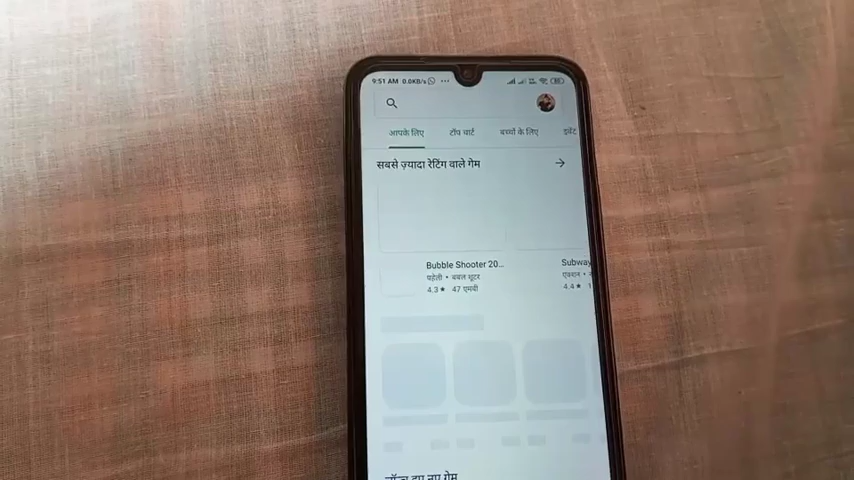 9:51 AM 0.0KB/s
आपके लिए टॉप चार्ट बच्चों के लिए इवेंट
सबसे ज़्यादा रेटिंग वाले गेम
Bubble Shooter 20... Subway
पहेली • बबल शूटर एक्शन •
4.3★ 47 एमबी 4.4★ 1
गेम